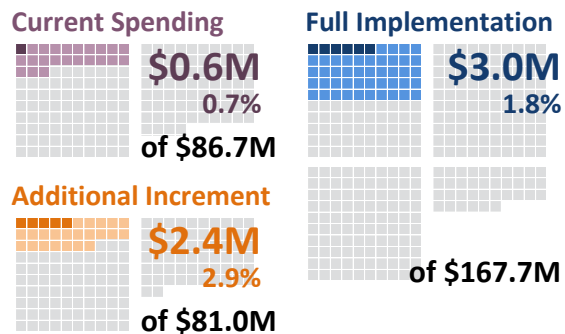 Current Spending
$0.6M
0.7%
of $86.7M
Additional Increment
$2.4M
2.9%
of $81.0M
Full Implementation
$3.0M
1.8%
of $167.7M